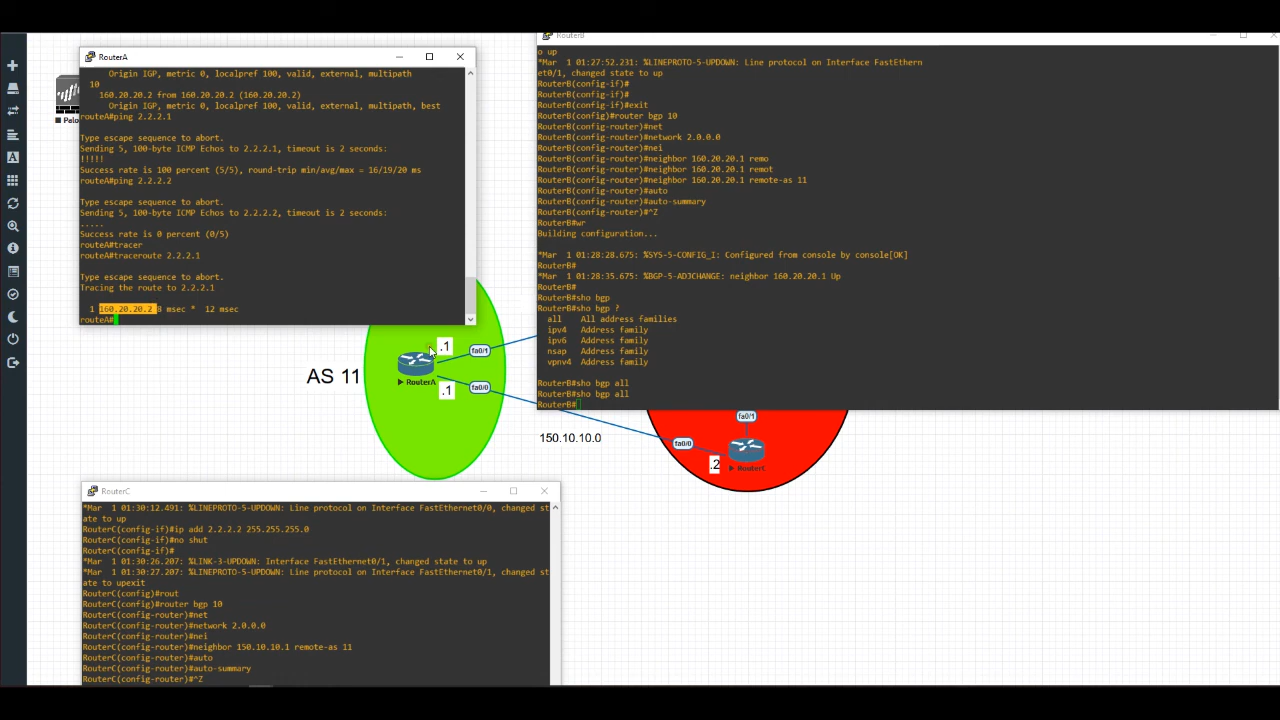 RouterA
Origin IGP, metric 0, localpref 100, valid, external, multipath
10
160.20.20.2 from 160.20.20.2 (160.20.20.2)
Origin IGP, metric 0, localpref 100, valid, external, multipath, best
routeA#ping 2.2.2.1
Type escape sequence to abort.
Sending 5, 100-byte ICMP Echos to 2.2.2.1, timeout is 2 seconds:
!!!!!
Success rate is 100 percent (5/5), round-trip min/avg/max = 16/19/20 ms
routeA#ping 2.2.2.2
Type escape sequence to abort.
Sending 5, 100-byte ICMP Echos to 2.2.2.2, timeout is 2 seconds:
.....
Success rate is 0 percent (0/5)
routeA#tracer
routeA#traceroute 2.2.2.1
Type escape sequence to abort.
Tracing the route to 2.2.2.1
1 160.20.20.2 8 msec * 12 msec
routeA#
RouterB
o up
*Mar 1 01:27:52.231: %LINEPROTO-5-UPDOWN: Line protocol on Interface FastEthern
et0/1, changed state to up
RouterB(config-if)#
RouterB(config-if)#
RouterB(config-if)#exit
RouterB(config)#router bgp 10
RouterB(config-router)#net
RouterB(config-router)#network 2.0.0.0
RouterB(config-router)#nei
RouterB(config-router)#neighbor 160.20.20.1 remo
RouterB(config-router)#neighbor 160.20.20.1 remot
RouterB(config-router)#neighbor 160.20.20.1 remote-as 11
RouterB(config-router)#auto
RouterB(config-router)#auto-summary
RouterB(config-router)#^Z
RouterB#wr
Building configuration...
*Mar 1 01:28:28.675: %SYS-5-CONFIG_I: Configured from console by console[OK]
RouterB#
*Mar 1 01:28:35.675: %BGP-5-ADJCHANGE: neighbor 160.20.20.1 Up
RouterB#
RouterB#sho bgp
RouterB#sho bgp ?
all All address families
ipv4 Address family
ipv6 Address family
nsap Address family
vpnv4 Address family
RouterB#sho bgp all
RouterB#sho bgp all
RouterB#
Palo
AS 11
RouterA
.1
.1
fa0/1
fa0/0
150.10.10.0
fa0/0
fa0/1
.2
RouterC
RouterC
*Mar 1 01:30:12.491: %LINEPROTO-5-UPDOWN: Line protocol on Interface FastEthernet0/0, changed st
ate to up
RouterC(config-if)#ip add 2.2.2.2 255.255.255.0
RouterC(config-if)#no shut
RouterC(config-if)#
*Mar 1 01:30:26.207: %LINK-3-UPDOWN: Interface FastEthernet0/1, changed state to up
*Mar 1 01:30:27.207: %LINEPROTO-5-UPDOWN: Line protocol on Interface FastEthernet0/1, changed st
ate to upexit
RouterC(config)#rout
RouterC(config)#router bgp 10
RouterC(config-router)#net
RouterC(config-router)#network 2.0.0.0
RouterC(config-router)#nei
RouterC(config-router)#neighbor 150.10.10.1 remote-as 11
RouterC(config-router)#auto
RouterC(config-router)#auto-summary
RouterC(config-router)#^Z